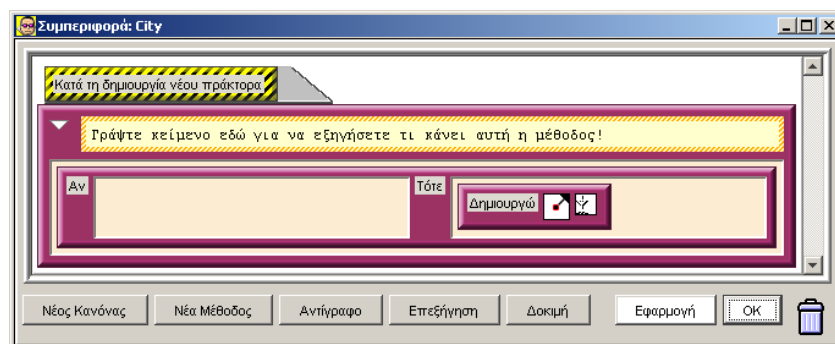 Συμπεριφορά: City
Κατά τη δημιουργία νέου πράκτορα
Γράψτε κείμενο εδώ για να εξηγήσετε τι κάνει αυτή η μέθοδος!
Αν Τότε
Δημιουργώ
Νέος Κανόνας Νέα Μέθοδος Αντίγραφο Επεξήγηση Δοκιμή Εφαρμογή OK